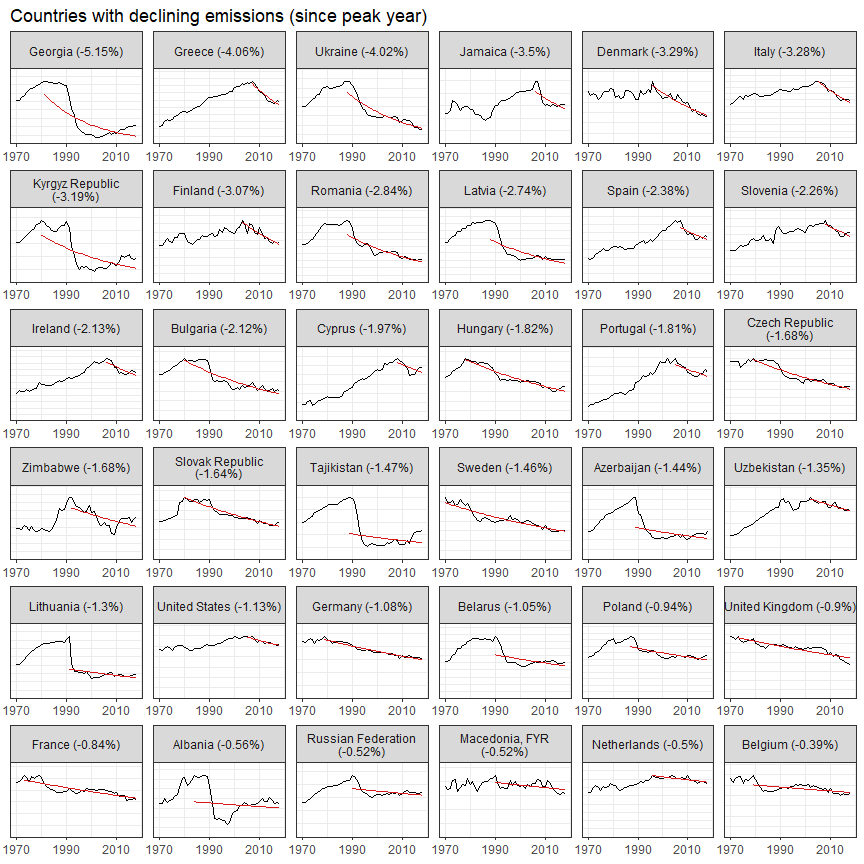 Countries with declining emissions (since peak year)
Georgia (-5.15%) Greece (-4.06%) Ukraine (-4.02%) Jamaica (-3.5%) Denmark (-3.29%) Italy (-3.28%)
1970 1990 2010 1970 1990 2010 1970 1990 2010 1970 1990 2010 1970 1990 2010 1970 1990 2010
Kyrgyz Republic
(-3.19%) Finland (-3.07%) Romania (-2.84%) Latvia (-2.74%) Spain (-2.38%) Slovenia (-2.26%)
1970 1990 2010 1970 1990 2010 1970 1990 2010 1970 1990 2010 1970 1990 2010 1970 1990 2010
Ireland (-2.13%) Bulgaria (-2.12%) Cyprus (-1.97%) Hungary (-1.82%) Portugal (-1.81%) Czech Republic
(-1.68%)
1970 1990 2010 1970 1990 2010 1970 1990 2010 1970 1990 2010 1970 1990 2010 1970 1990 2010
Zimbabwe (-1.68%) Slovak Republic
(-1.64%) Tajikistan (-1.47%) Sweden (-1.46%) Azerbaijan (-1.44%) Uzbekistan (-1.35%)
1970 1990 2010 1970 1990 2010 1970 1990 2010 1970 1990 2010 1970 1990 2010 1970 1990 2010
Lithuania (-1.3%) United States (-1.13%) Germany (-1.08%) Belarus (-1.05%) Poland (-0.94%) United Kingdom (-0.9%)
1970 1990 2010 1970 1990 2010 1970 1990 2010 1970 1990 2010 1970 1990 2010 1970 1990 2010
France (-0.84%) Albania (-0.56%) Russian Federation
(-0.52%) Macedonia, FYR
(-0.52%) Netherlands (-0.5%) Belgium (-0.39%)
1970 1990 2010 1970 1990 2010 1970 1990 2010 1970 1990 2010 1970 1990 2010 1970 1990 2010